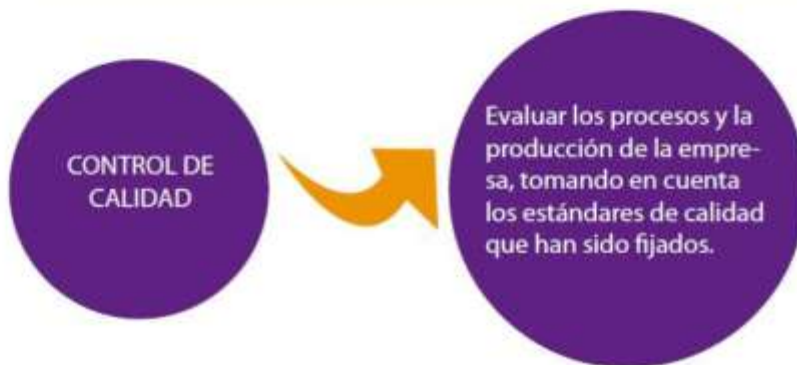 CONTROL DE
CALIDAD
Evaluar los procesos y la
producción de la empre-
sa, tomando en cuenta
los estándares de calidad
que han sido fijados.